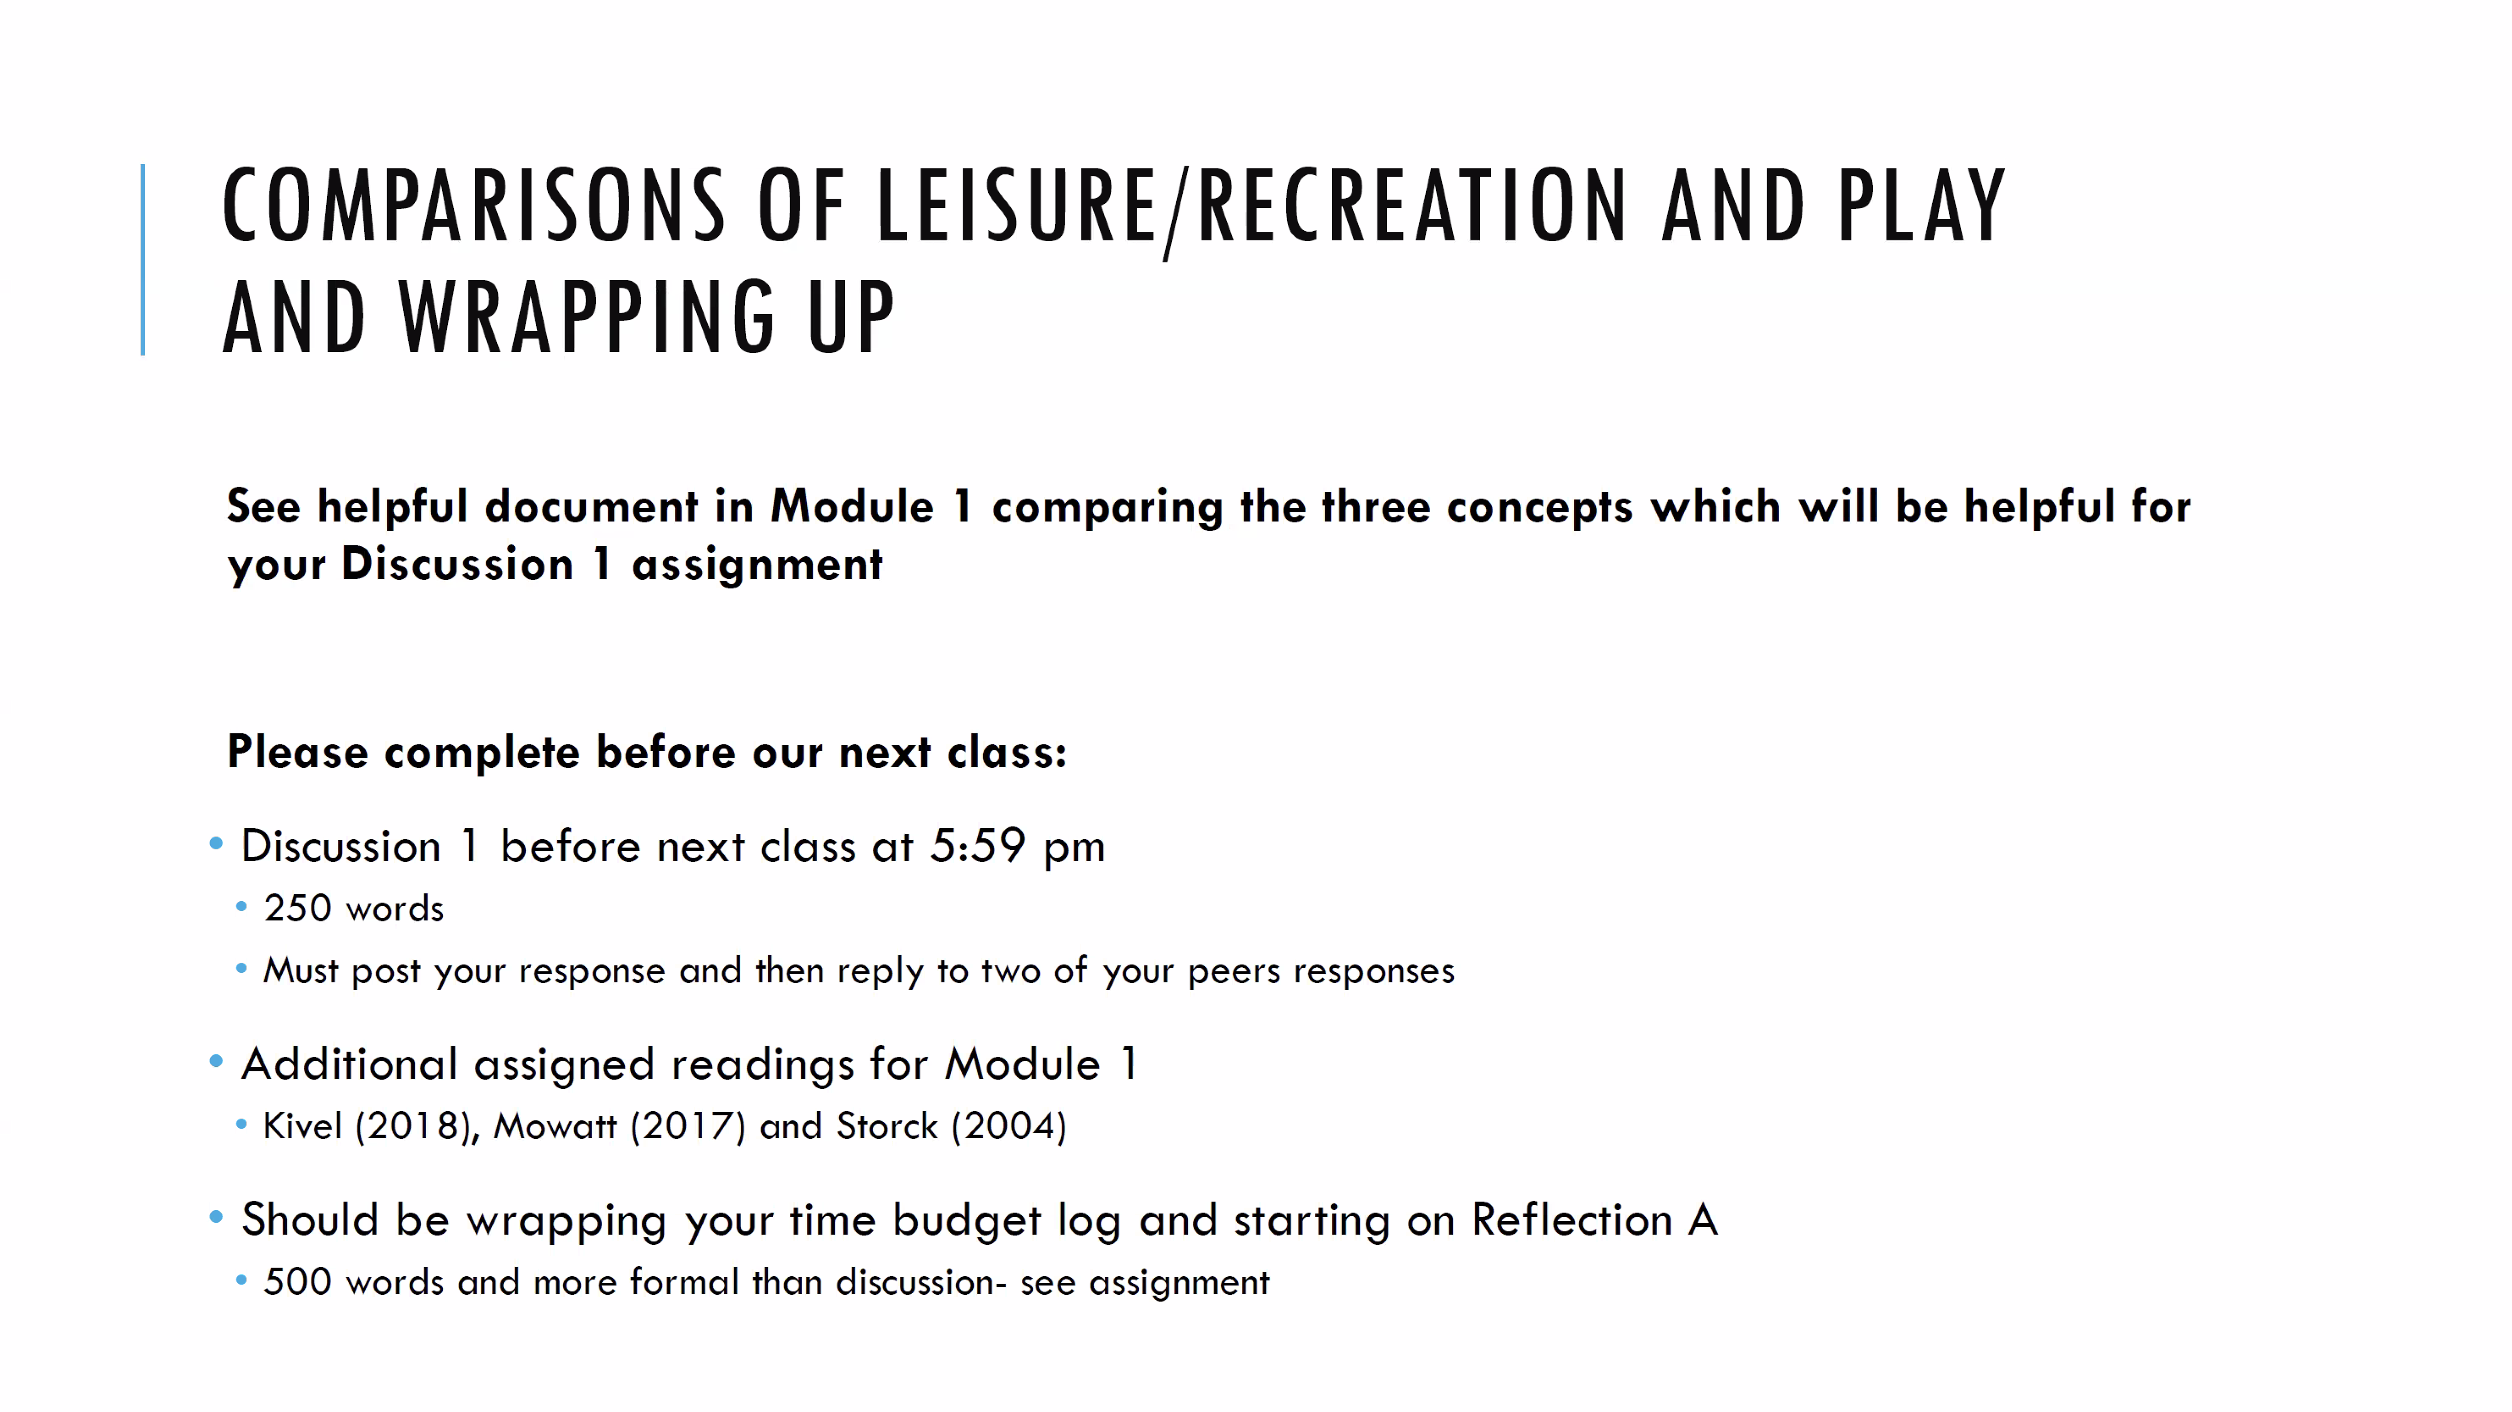 COMPARISONS OF LEISURE/RECREATION AND PLAY
AND WRAPPING UP
See helpful document in Module 1 comparing the three concepts which will be helpful for
your Discussion 1 assignment
Please complete before our next class:
• Discussion 1 before next class at 5:59 pm
• 250 words
• Must post your response and then reply to two of your peers responses
• Additional assigned readings for Module 1
• Kivel (2018), Mowatt (2017) and Storck (2004)
• Should be wrapping your time budget log and starting on Reflection A
• 500 words and more formal than discussion- see assignment